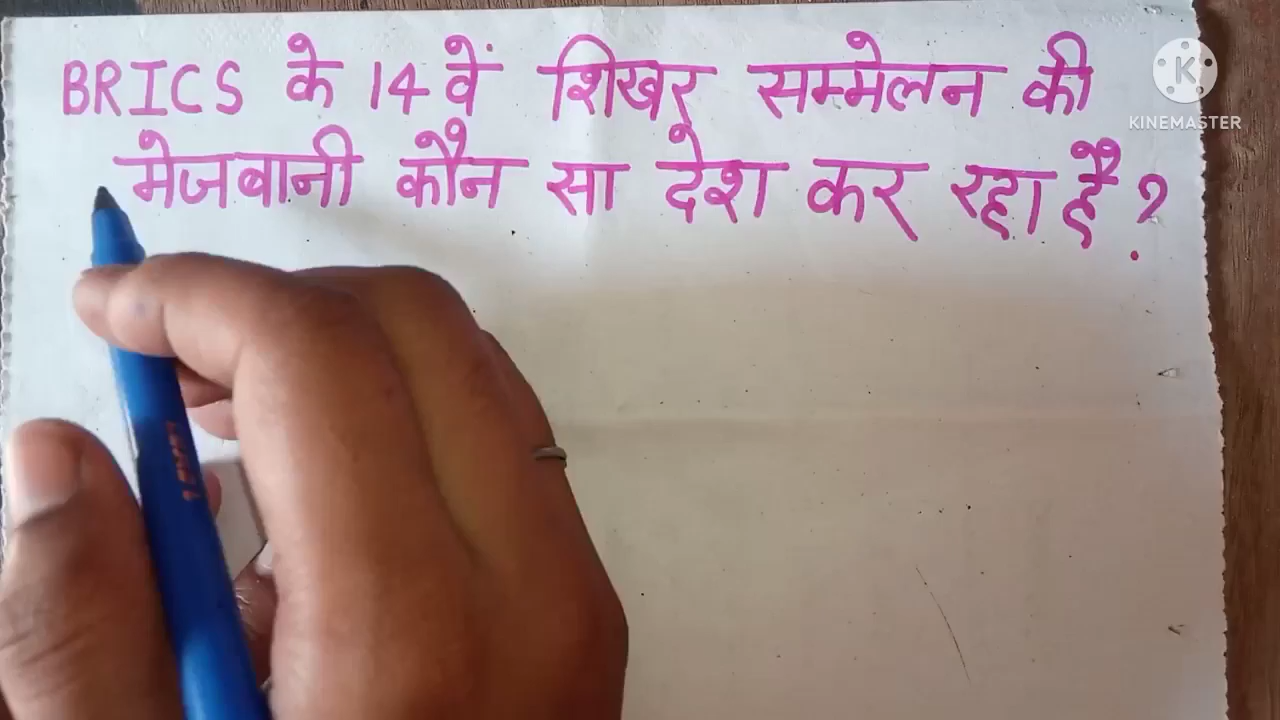 BRICS के 14 वें शिखर सम्मेलन की
मेजबानी कौन सा देश कर रहा है ?
K
KINEMASTER